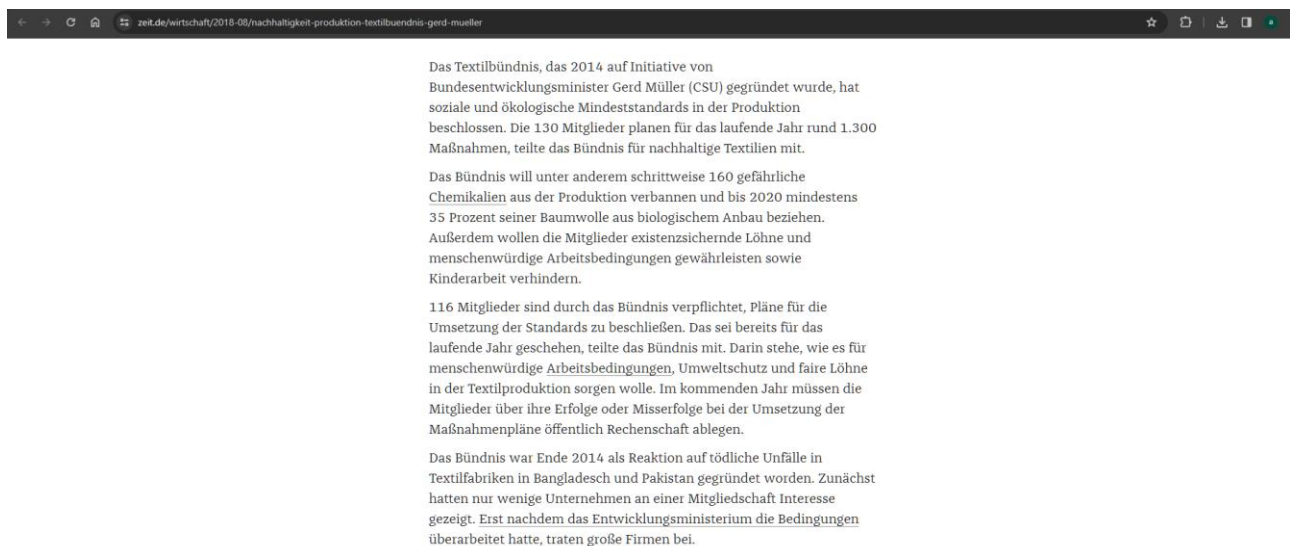 zeit.de/wirtschaft/2018-08/nachhaltigkeit-produktion-textilbuendnis-gerd-mueller
Das Textilbündnis, das 2014 auf Initiative von
Bundesentwicklungsminister Gerd Müller (CSU) gegründet wurde, hat
soziale und ökologische Mindeststandards in der Produktion
beschlossen. Die 130 Mitglieder planen für das laufende Jahr rund 1.300
Maßnahmen, teilte das Bündnis für nachhaltige Textilien mit.
Das Bündnis will unter anderem schrittweise 160 gefährliche
Chemikalien aus der Produktion verbannen und bis 2020 mindestens
35 Prozent seiner Baumwolle aus biologischem Anbau beziehen.
Außerdem wollen die Mitglieder existenzsichernde Löhne und
menschenwürdige Arbeitsbedingungen gewährleisten sowie
Kinderarbeit verhindern.
116 Mitglieder sind durch das Bündnis verpflichtet, Pläne für die
Umsetzung der Standards zu beschließen. Das sei bereits für das
laufende Jahr geschehen, teilte das Bündnis mit. Darin stehe, wie es für
menschenwürdige Arbeitsbedingungen, Umweltschutz und faire Löhne
in der Textilproduktion sorgen wolle. Im kommenden Jahr müssen die
Mitglieder über ihre Erfolge oder Misserfolge bei der Umsetzung der
Maßnahmenpläne öffentlich Rechenschaft ablegen.
Das Bündnis war Ende 2014 als Reaktion auf tödliche Unfälle in
Textilfabriken in Bangladesch und Pakistan gegründet worden. Zunächst
hatten nur wenige Unternehmen an einer Mitgliedschaft Interesse
gezeigt. Erst nachdem das Entwicklungsministerium die Bedingungen
überarbeitet hatte, traten große Firmen bei.